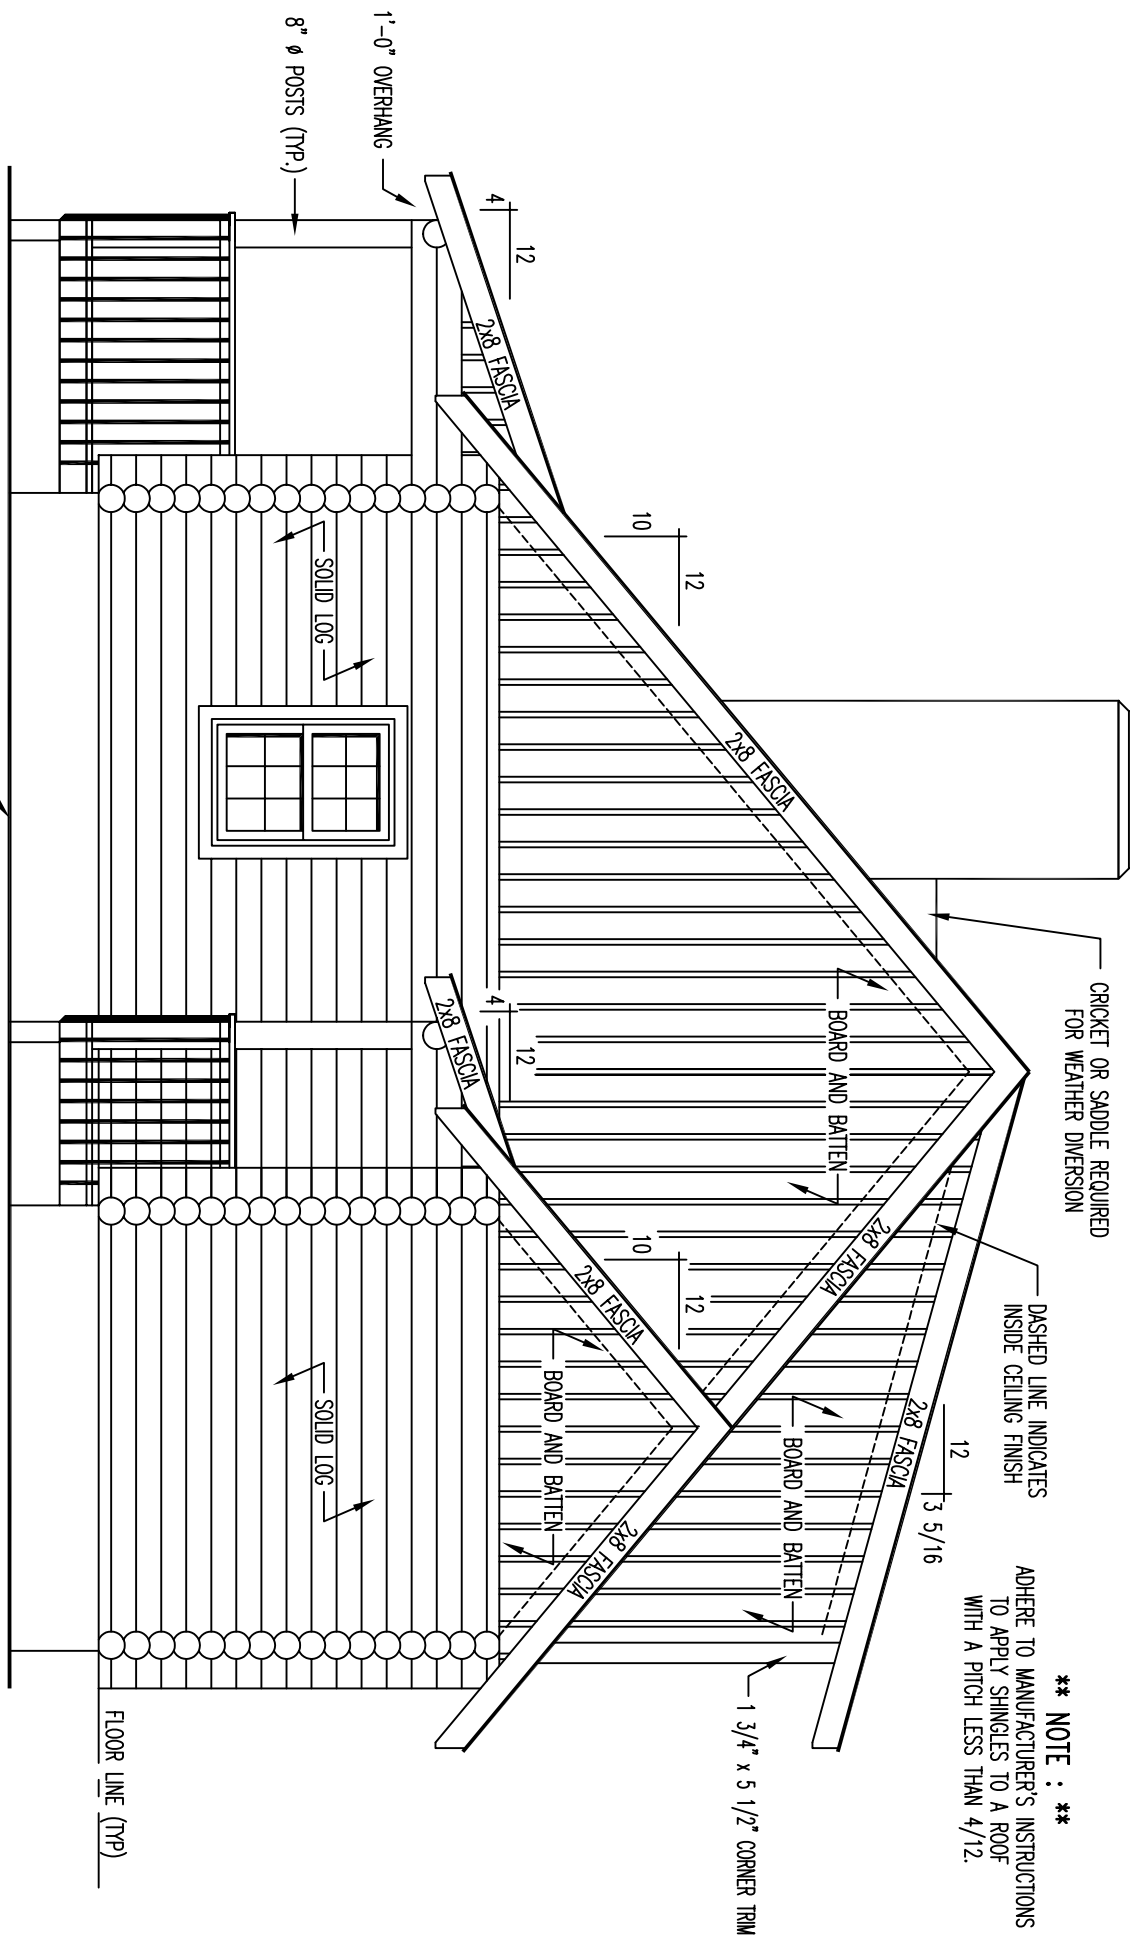 ** NOTE : **
ADHERE TO MANUFACTURER'S INSTRUCTIONS
TO APPLY SHINGLES TO A ROOF
WITH A PITCH LESS THAN 4/12.
CRICKET OR SADDLE REQUIRED
FOR WEATHER DIVERSION
DASHED LINE INDICATES
INSIDE CEILING FINISH
12
3 5/16
2x8 FASCIA
1 3/4" x 5 1/2" CORNER TRIM
2x8 FASCIA
2x8 FASCIA
BOARD AND BATTEN
BOARD AND BATTEN
12
10
12
10
2x8 FASCIA
2x8 FASCIA
BOARD AND BATTEN
12
4
2x8 FASCIA
12
4
2x8 FASCIA
1'-0" OVERHANG
8" ø POSTS (TYP.)
SOLID LOG
SOLID LOG
FLOOR LINE (TYP)